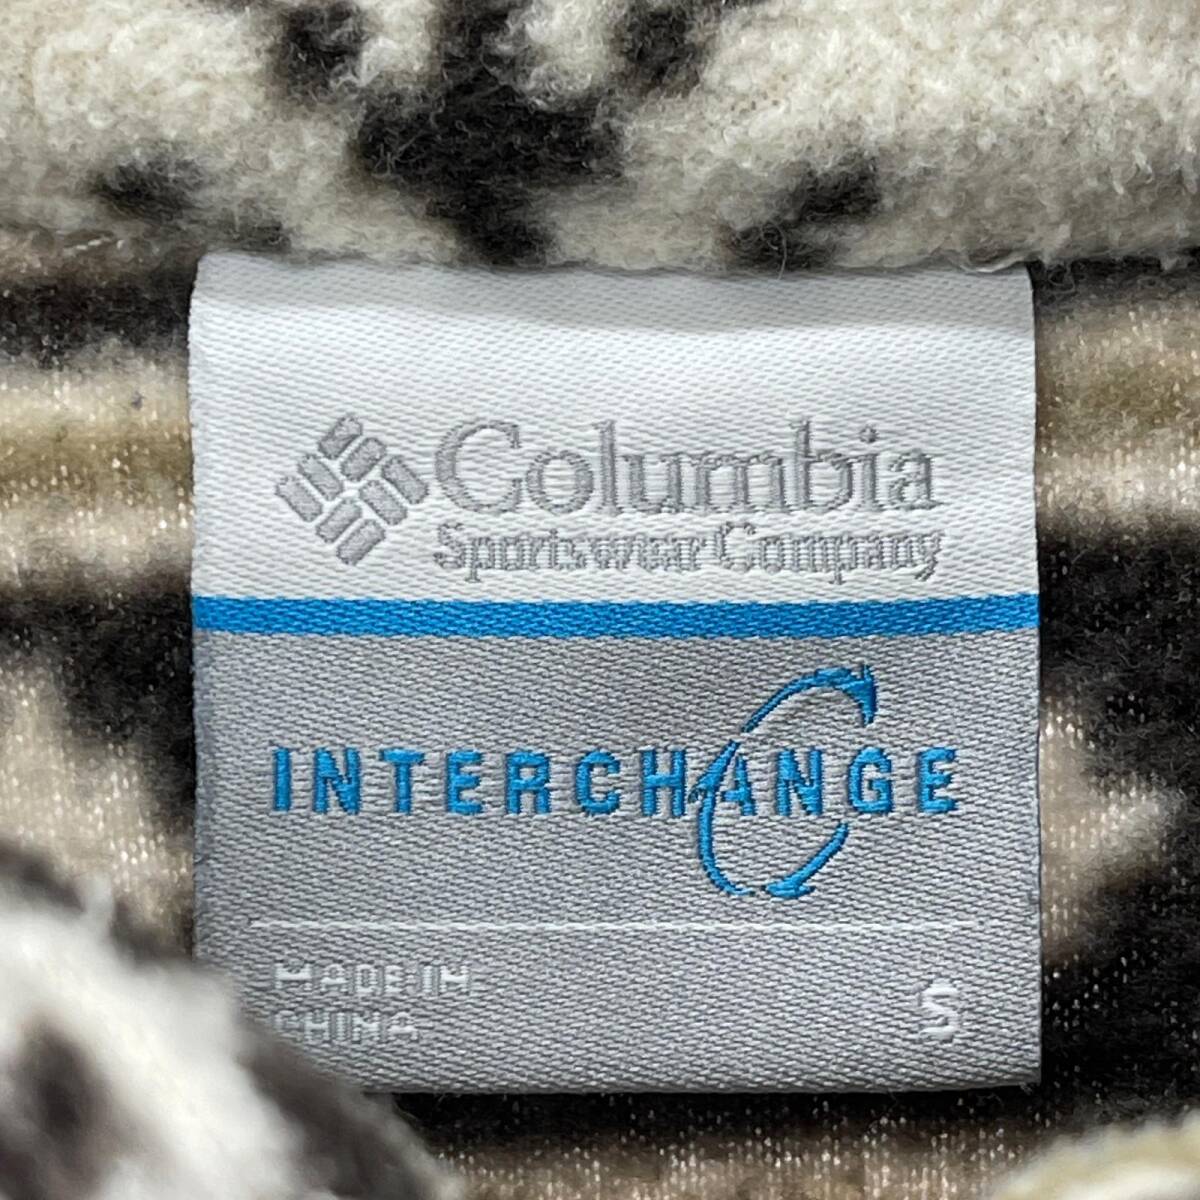 Columbia
Sportswear Company
INTERCHANGE
MADE IN
CHINA
S